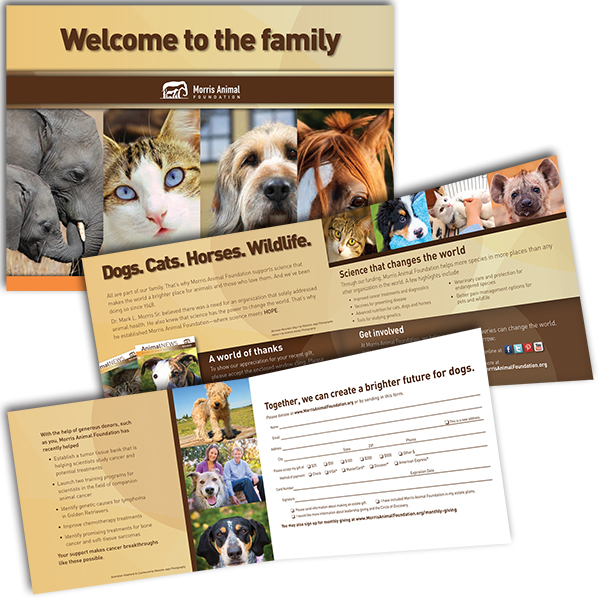 Welcome to the family
Morris Animal
FOUNDATION
Dogs. Cats. Horses. Wildlife.
All are part of our family. That's why Morris Animal Foundation supports science that
makes the world a brighter place for animals and those who love them. And we've been
doing so since 1948.
Dr. Mark L. Morris Sr. believed there was a need for an organization that solely addressed
animal health. He also knew that science has the power to change the world. That's why
he established Morris Animal Foundation—where science meets HOPE.
Science that changes the world
Through our funding, Morris Animal Foundation helps more species in more places than any
other organization in the world. A few highlights include
• Improved cancer treatments and diagnostics
• Vaccines for preventing disease
• Advanced nutrition for cats, dogs and horses
• Tools for studying genetics
• Veterinary care and protection for
endangered species
• Better pain management options for
pets and wildlife
AnimalNEWS
AnimalNEWS
A world of thanks
To show our appreciation for your recent gift,
please accept the enclosed window cling. Please
Get involved
At Morris Animal
can change the world.
MorrisAnimalFoundation.org
With the help of generous donors, such
as you, Morris Animal Foundation has
recently helped
• Establish a tumor tissue bank that is
helping scientists study cancer and
potential treatments
• Launch two training programs for
scientists in the field of companion
animal cancer
• Identify genetic causes for lymphoma
in Golden Retrievers
• Improve chemotherapy treatments
• Identify promising treatments for bone
cancer and soft-tissue sarcomas
Your support makes cancer breakthroughs
like these possible.
Together, we can create a brighter future for dogs.
Please donate at www.MorrisAnimalFoundation.org or by sending in this form.
Name
Email
This is a new address.
Address
City
State
ZIP
Phone
Please accept my gift of
$25
$50
$100
$250
$500
Other $
Method of payment
Check
VISA®
MasterCard®
Discover®
American Express®
Card Number
Expiration Date
Signature
Please send information about making an estate gift.
I have included Morris Animal Foundation in my estate plans.
I would like more information about leadership giving and the Circle of Discovery.
You may also sign up for monthly giving at www.MorrisAnimalFoundation.org/monthly-giving